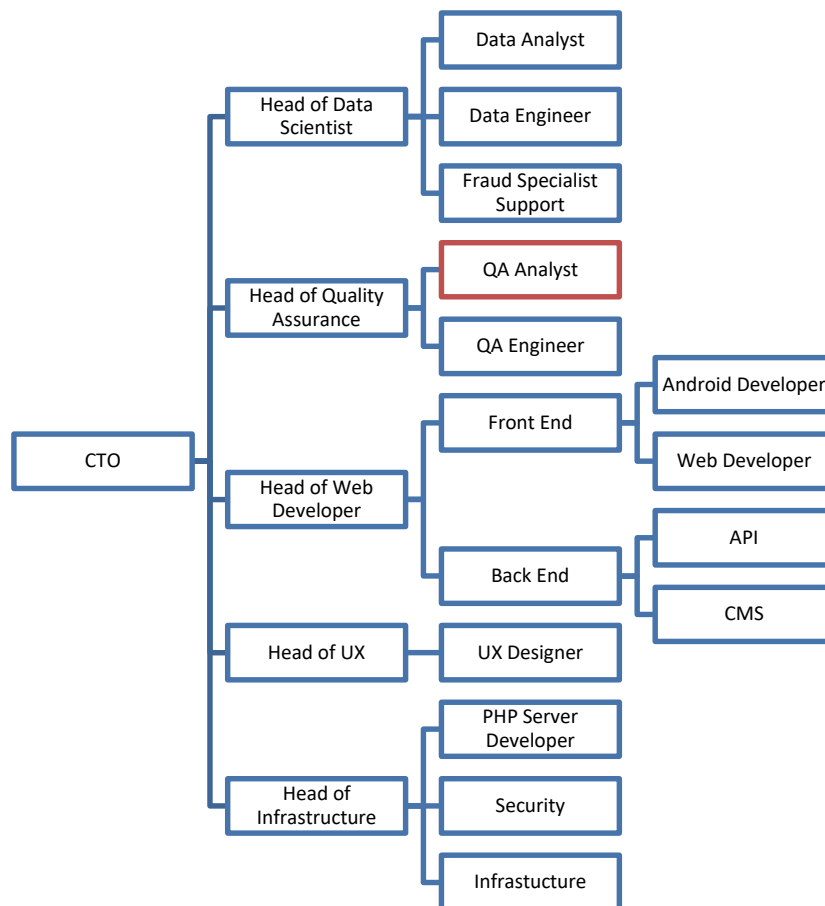 Data Analyst
Head of Data
Scientist
Data Engineer
Fraud Specialist
Support
QA Analyst
Head of Quality
Assurance
QA Engineer
Android Developer
Front End
CTO
Web Developer
Head of Web
Developer
API
Back End
CMS
Head of UX
UX Designer
PHP Server
Developer
Head of
Infrastructure
Security
Infrastucture